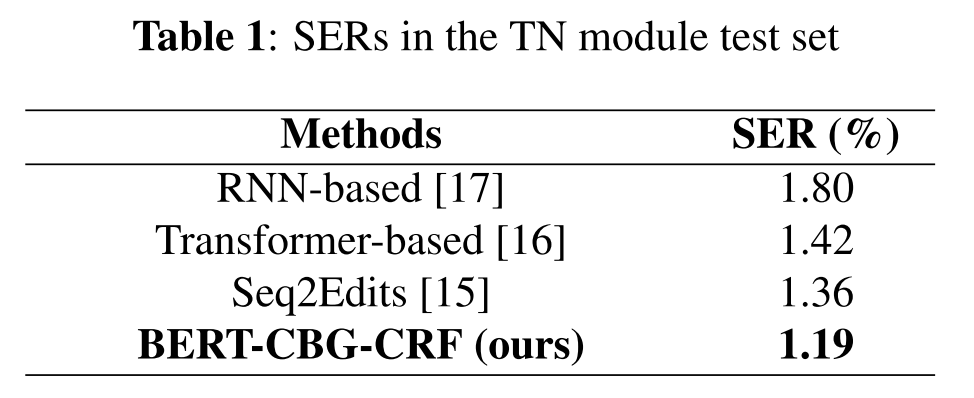 Table 1: SERs in the TN module test set
Methods SER (%)
RNN-based [17] 1.80
Transformer-based [16] 1.42
Seq2Edits [15] 1.36
BERT-CBG-CRF (ours) 1.19